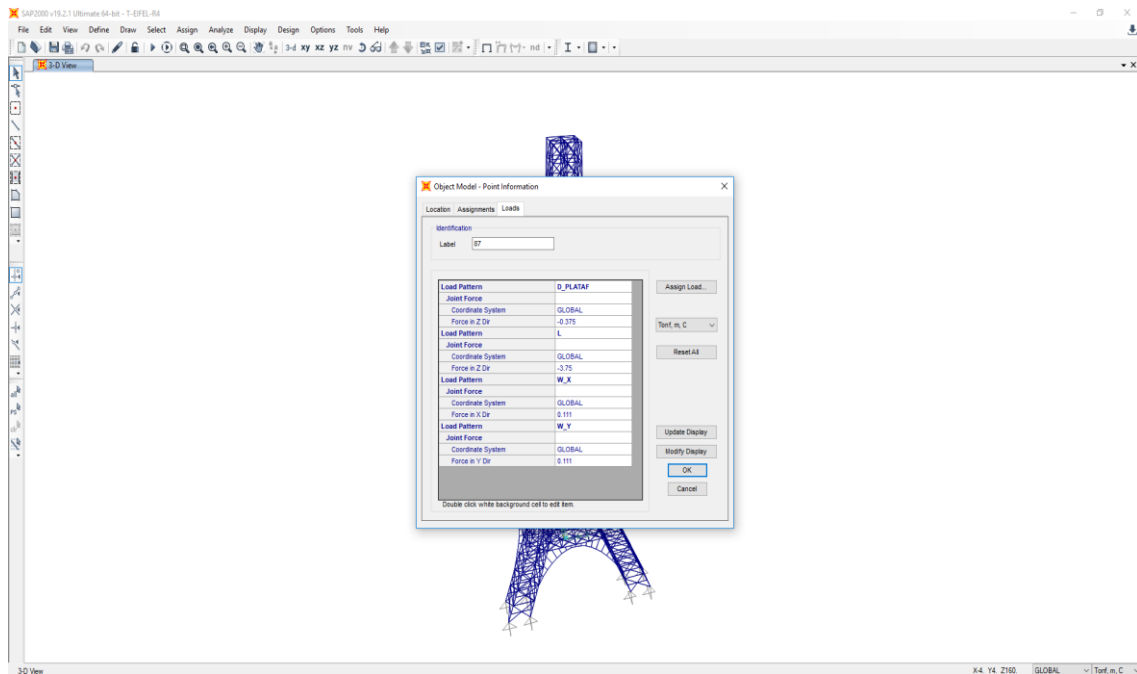 SAP2000 v19.2.1 Ultimate 64-bit - T-EIFEL-R4
File Edit View Define Draw Select Assign Analyze Display Design Options Tools Help
3-d xy xz yz nv nd
3-D View
Object Model - Point Information
Location Assignments Loads
Identification
Label 87
Load Pattern D_PLATAF
Joint Force
Coordinate System GLOBAL
Force in Z Dir -0.375
Load Pattern L
Joint Force
Coordinate System GLOBAL
Force in Z Dir -3.75
Load Pattern W_X
Joint Force
Coordinate System GLOBAL
Force in X Dir 0.111
Load Pattern W_Y
Joint Force
Coordinate System GLOBAL
Force in Y Dir 0.111
Assign Load...
Tonf, m, C
Reset All
Update Display
Modify Display
OK
Cancel
Double click white background cell to edit item.
3-D View
X-4. Y4. Z160. GLOBAL Tonf, m, C